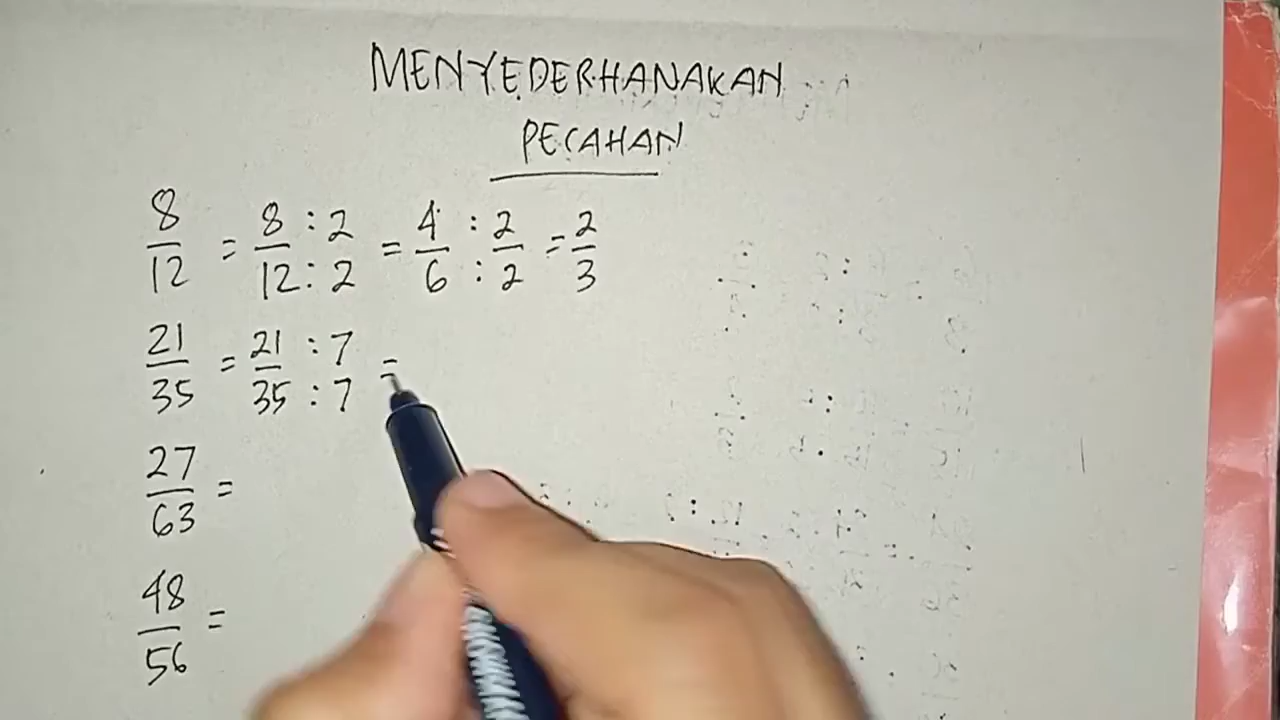 MENYEDERHANAKAN
PECAHAN
8/12 = 8 : 2/12 : 2 = 4 : 2/6 : 2 = 2/3
21/35 = 21 : 7/35 : 7 =
27/63 =
48/56 =